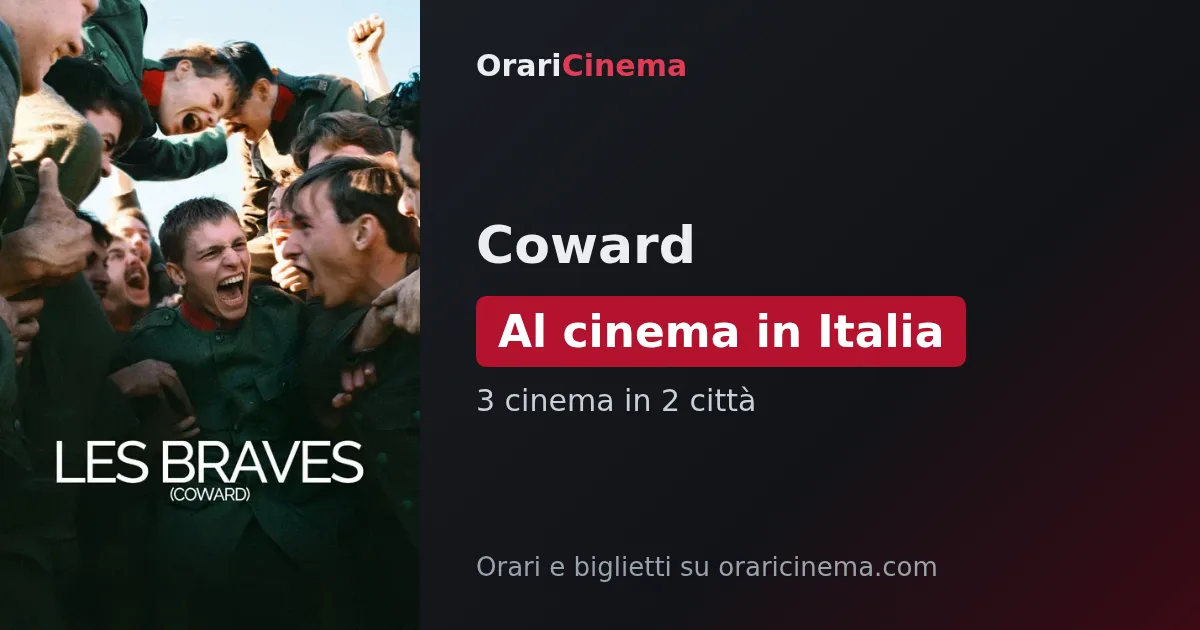 LES BRAVES
(COWARD)
OrariCinema
Coward
Al cinema in Italia
3 cinema in 2 città
Orari e biglietti su oraricinema.com